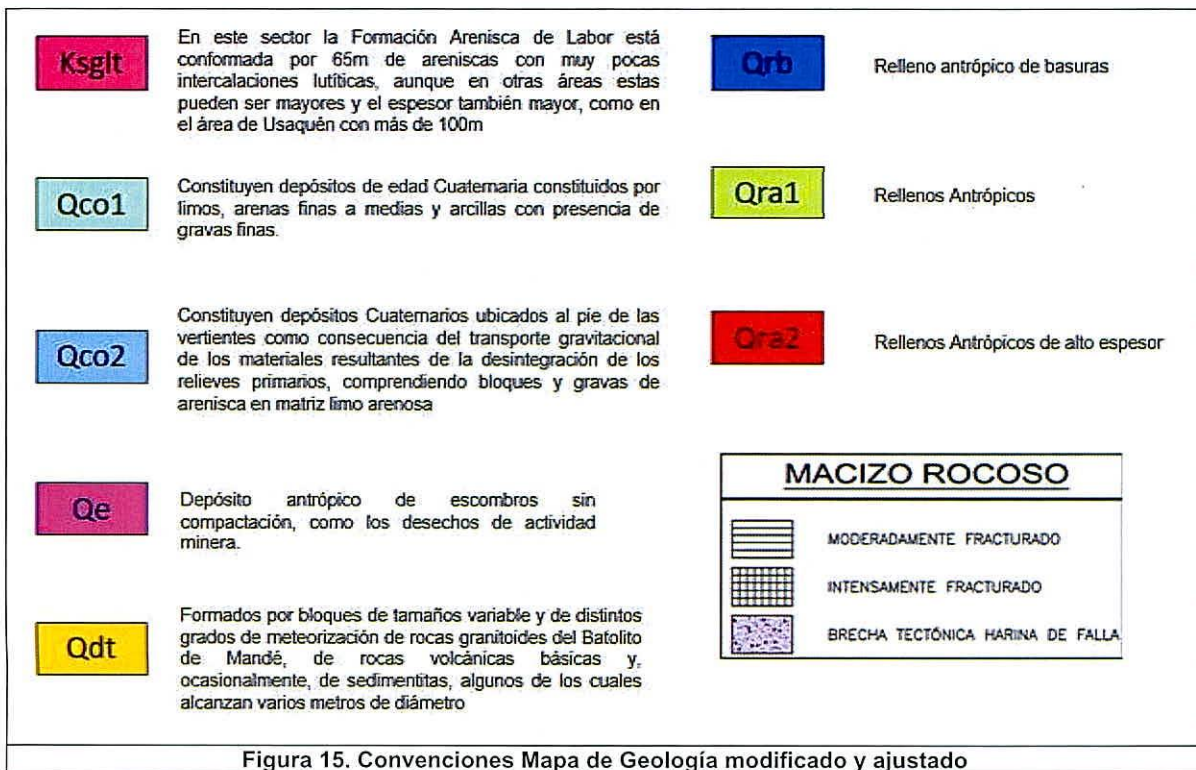 Ksglt
En este sector la Formación Arenisca de Labor está
conformada por 65m de areniscas con muy pocas
intercalaciones lutíticas, aunque en otras áreas estas
pueden ser mayores y el espesor también mayor, como en
el área de Usaquén con más de 100m
Qco1
Constituyen depósitos de edad Cuaternaria constituidos por
limos, arenas finas a medias y arcillas con presencia de
gravas finas.
Qco2
Constituyen depósitos Cuaternarios ubicados al pie de las
vertientes como consecuencia del transporte gravitacional
de los materiales resultantes de la desintegración de los
relieves primarios, comprendiendo bloques y gravas de
arenisca en matriz limo arenosa
Qe
Depósito antrópico de escombros sin
compactación, como los desechos de actividad
minera.
Qdt
Formados por bloques de tamaños variable y de distintos
grados de meteorización de rocas granitoides del Batolito
de Mandé, de rocas volcánicas básicas y,
ocasionalmente, de sedimentitas, algunos de los cuales
alcanzan varios metros de diámetro
Qrb
Relleno antrópico de basuras
Qra1
Rellenos Antrópicos
Qra2
Rellenos Antrópicos de alto espesor
MACIZO ROCOSO
MODERADAMENTE FRACTURADO
INTENSAMENTE FRACTURADO
BRECHA TECTÓNICA HARINA DE FALLA
Figura 15. Convenciones Mapa de Geología modificado y ajustado